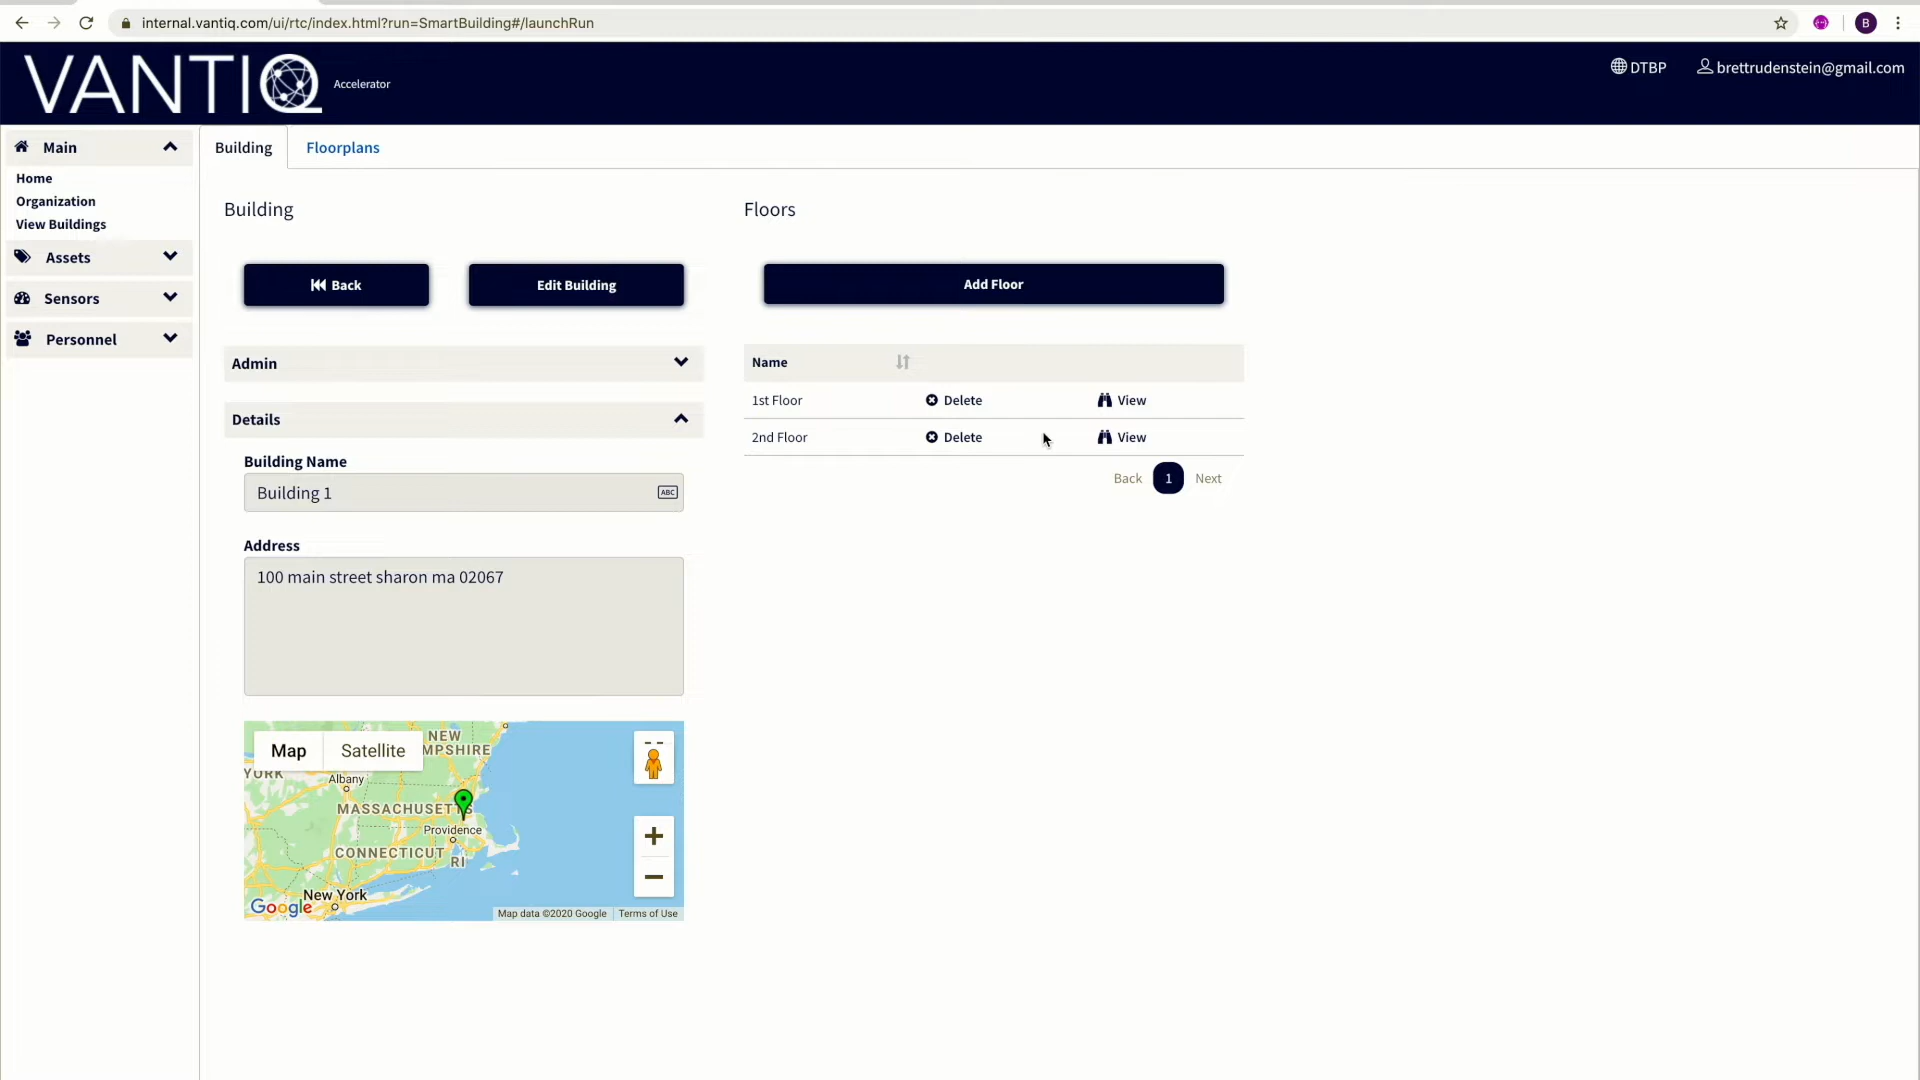 internal.vantiq.com/ui/rtc/index.html?run=SmartBuilding#/launchRun
B
VANTIQ
Accelerator
DTBP
brettrudenstein@gmail.com
Main
Home
Organization
View Buildings
Assets
Sensors
Personnel
Building
Floorplans
Building
Back
Edit Building
Admin
Details
Building Name
Building 1
ABC
Address
100 main street sharon ma 02067
Map
Satellite
NEW
MPSHIRE
YORK
Albany
MASSACHUSETTS
Providence
CONNECTICUT
RI
New York
Google
Map data ©2020 Google
Terms of Use
Floors
Add Floor
Name
1st Floor Delete View
2nd Floor Delete View
Back 1 Next